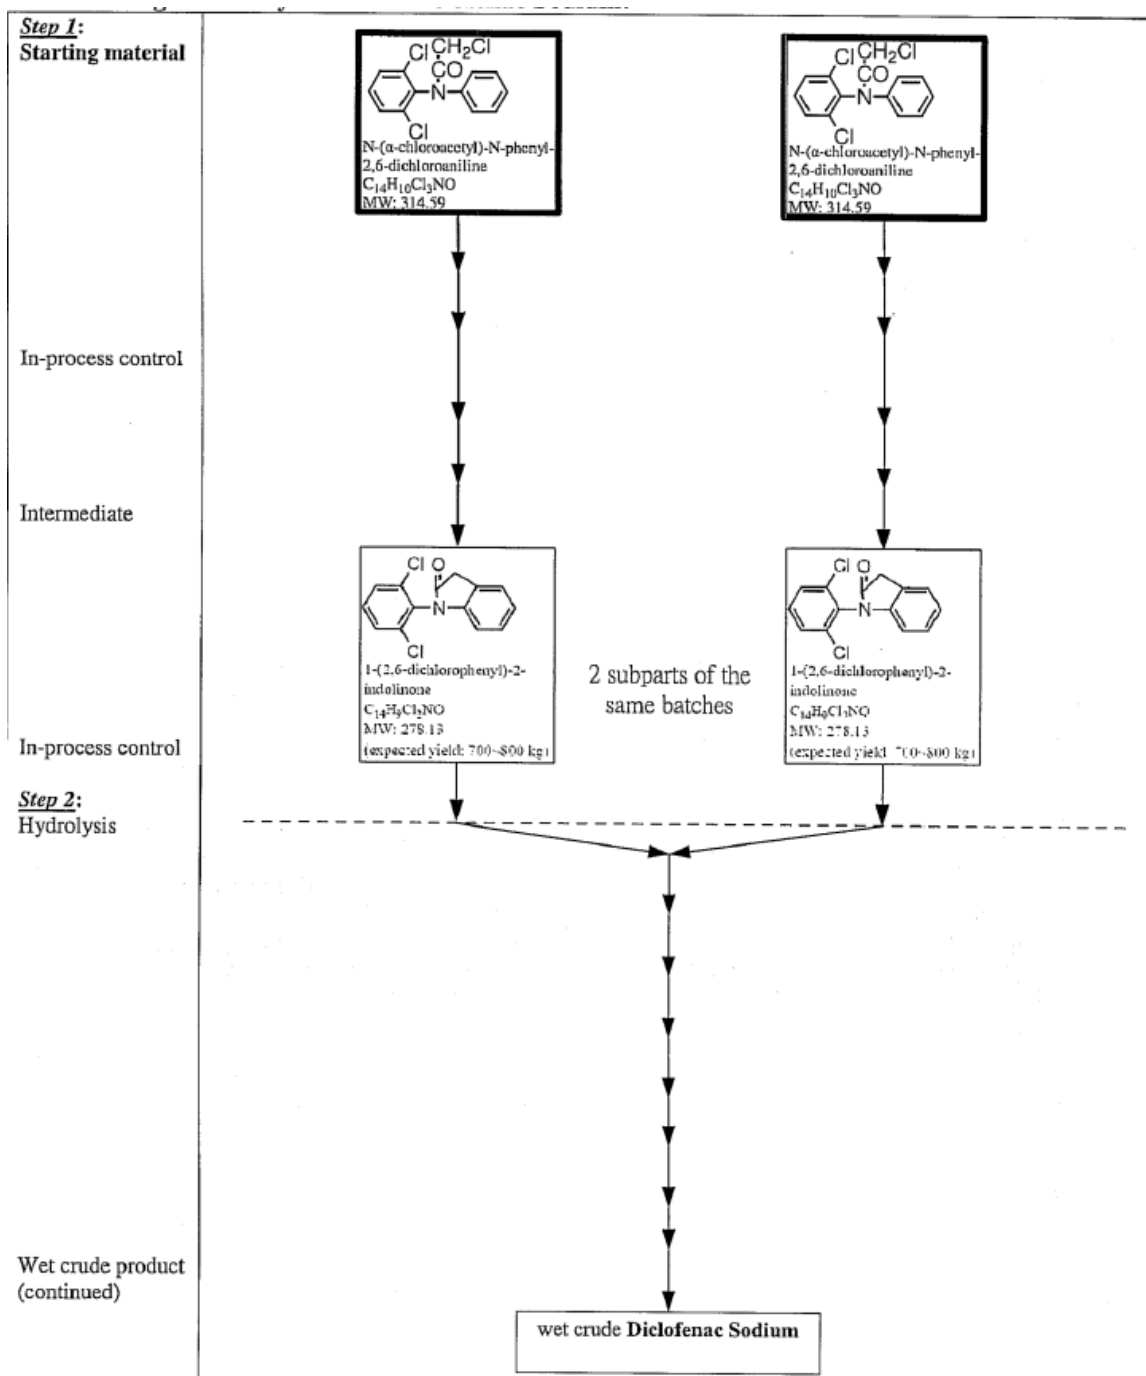 Step 1:
Starting material
CH₂Cl
Cl
CO
N
Cl
N-(α-chloroacetyl)-N-phenyl-
2,6-dichloroaniline
C₁₄H₁₀Cl₃NO
MW: 314.59
CH₂Cl
Cl
CO
N
Cl
N-(α-chloroacetyl)-N-phenyl-
2,6-dichloroaniline
C₁₄H₁₀Cl₃NO
MW: 314.59
In-process control
Intermediate
Cl
O
N
Cl
1-(2,6-dichlorophenyl)-2-
indolinone
C₁₄H₉Cl₂NO
MW: 278.13
(expected yield: 700~800 kg)
2 subparts of the
same batches
Cl
O
N
Cl
1-(2,6-dichlorophenyl)-2-
indolinone
C₁₄H₉Cl₂NO
MW: 278.13
(expected yield: 700~800 kg)
In-process control
Step 2:
Hydrolysis
Wet crude product
(continued)
wet crude Diclofenac Sodium